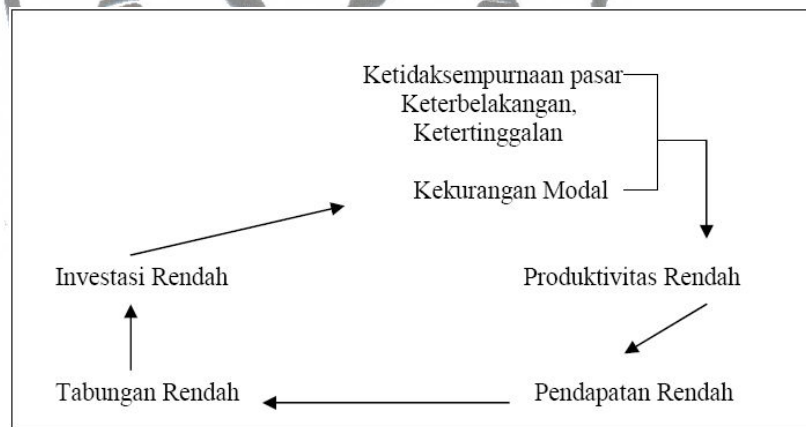 Ketidaksempurnaan pasar
Keterbelakangan,
Ketertinggalan
Kekurangan Modal
Investasi Rendah
Produktivitas Rendah
Tabungan Rendah
Pendapatan Rendah